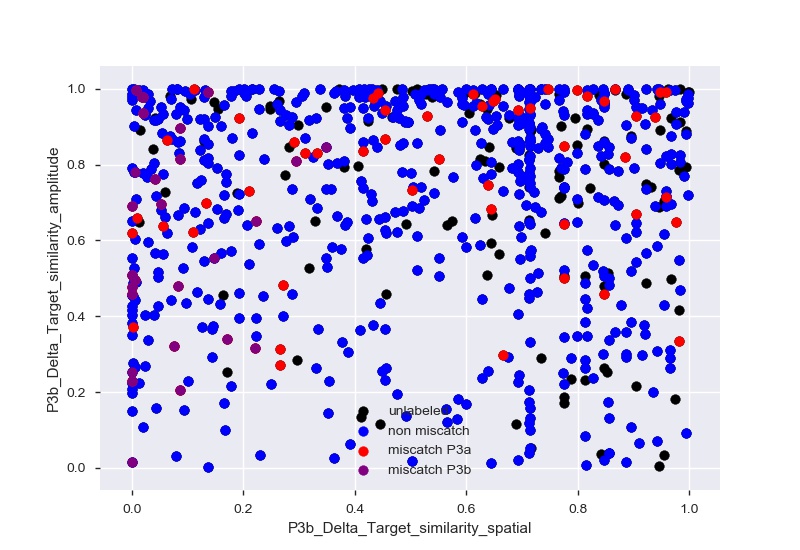 1.0
0.8
0.6
0.4
0.2
0.0
P3b_Delta_Target_similarity_amplitude
unlabeled
non miscatch
miscatch P3a
miscatch P3b
0.0 0.2 0.4 0.6 0.8 1.0
P3b_Delta_Target_similarity_spatial